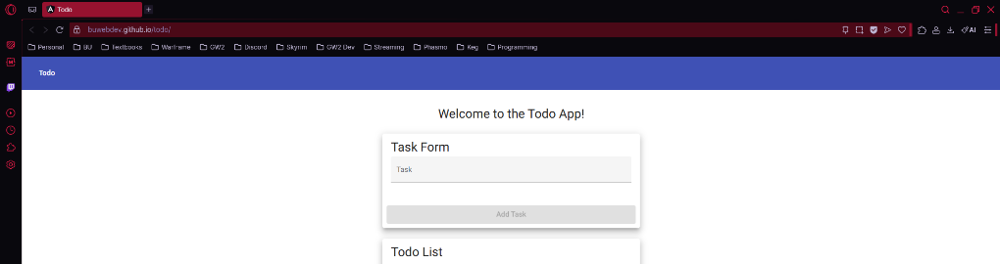 Todo
buwebdev.github.io/todo/
AI
Personal BU Textbooks Warframe GW2 Discord Skyrim GW2 Dev Streaming Phasmo Keg Programming
Todo
Welcome to the Todo App!
Task Form
Task
Add Task
Todo List